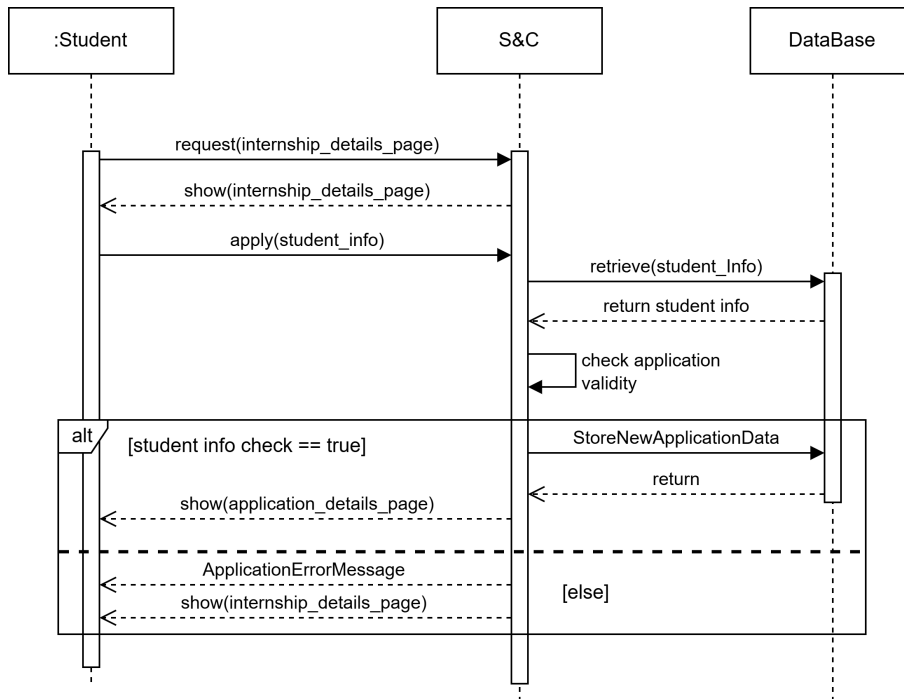 :Student
S&C
DataBase
request(internship_details_page)
show(internship_details_page)
apply(student_info)
retrieve(student_Info)
return student info
check application
validity
alt
[student info check == true]
StoreNewApplicationData
return
show(application_details_page)
ApplicationErrorMessage
[else]
show(internship_details_page)